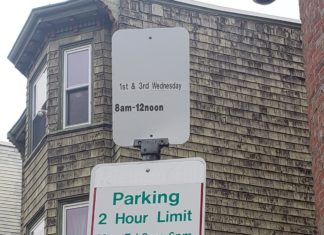 1st & 3rd Wednesday
8am-12noon
Parking
2 Hour Limit